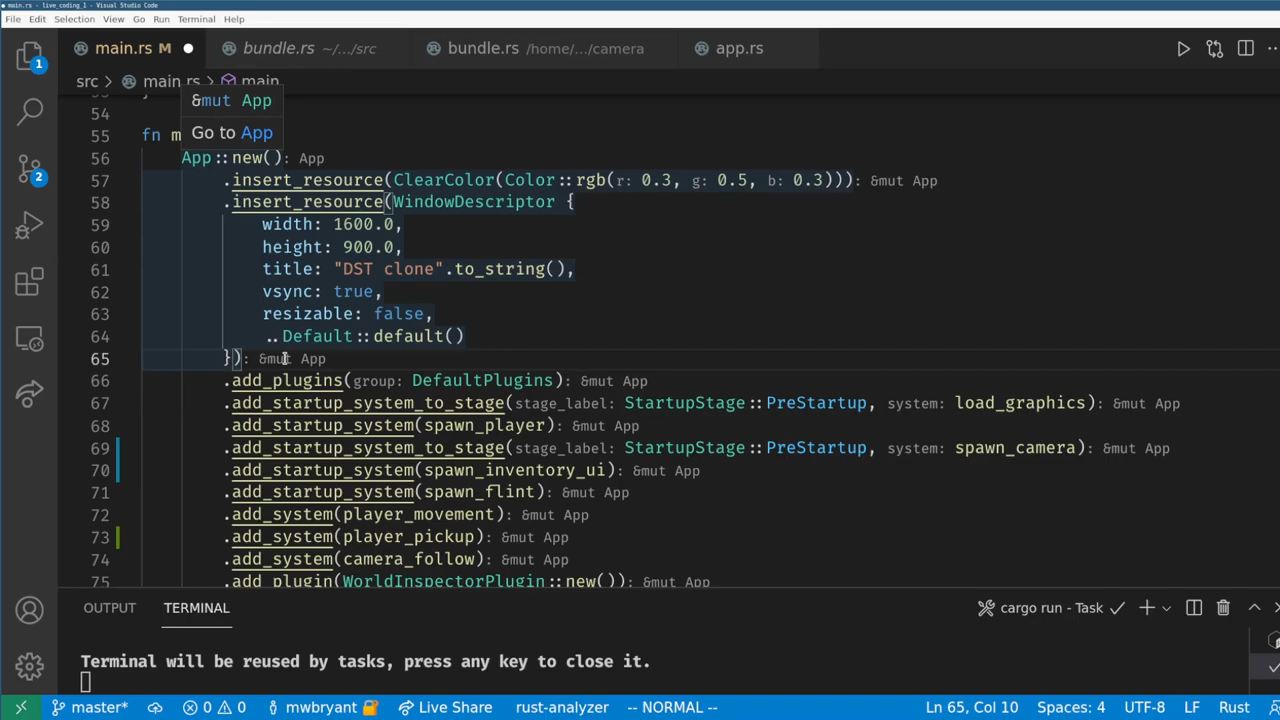 main.rs - live_coding_1 - Visual Studio Code
File Edit Selection View Go Run Terminal Help
main.rs M bundle.rs ~/.../src bundle.rs /home/.../camera app.rs
src > main.rs > main
&mut App
Go to App
54
55 fn m
56 App::new(): App
57 .insert_resource(ClearColor(Color::rgb(r: 0.3, g: 0.5, b: 0.3))): &mut App
58 .insert_resource(WindowDescriptor {
59 width: 1600.0,
60 height: 900.0,
61 title: "DST clone".to_string(),
62 vsync: true,
63 resizable: false,
64 ..Default::default()
65 }): &mut App
66 .add_plugins(group: DefaultPlugins): &mut App
67 .add_startup_system_to_stage(stage_label: StartupStage::PreStartup, system: load_graphics): &mut App
68 .add_startup_system(spawn_player): &mut App
69 .add_startup_system_to_stage(stage_label: StartupStage::PreStartup, system: spawn_camera): &mut App
70 .add_startup_system(spawn_inventory_ui): &mut App
71 .add_startup_system(spawn_flint): &mut App
72 .add_system(player_movement): &mut App
73 .add_system(player_pickup): &mut App
74 .add_system(camera_follow): &mut App
75 .add_plugin(WorldInspectorPlugin::new()): &mut App
1
2
OUTPUT TERMINAL cargo run - Task
Terminal will be reused by tasks, press any key to close it.
master* 0 0 mwbryant Live Share rust-analyzer -- NORMAL -- Ln 65, Col 10 Spaces: 4 UTF-8 LF Rust